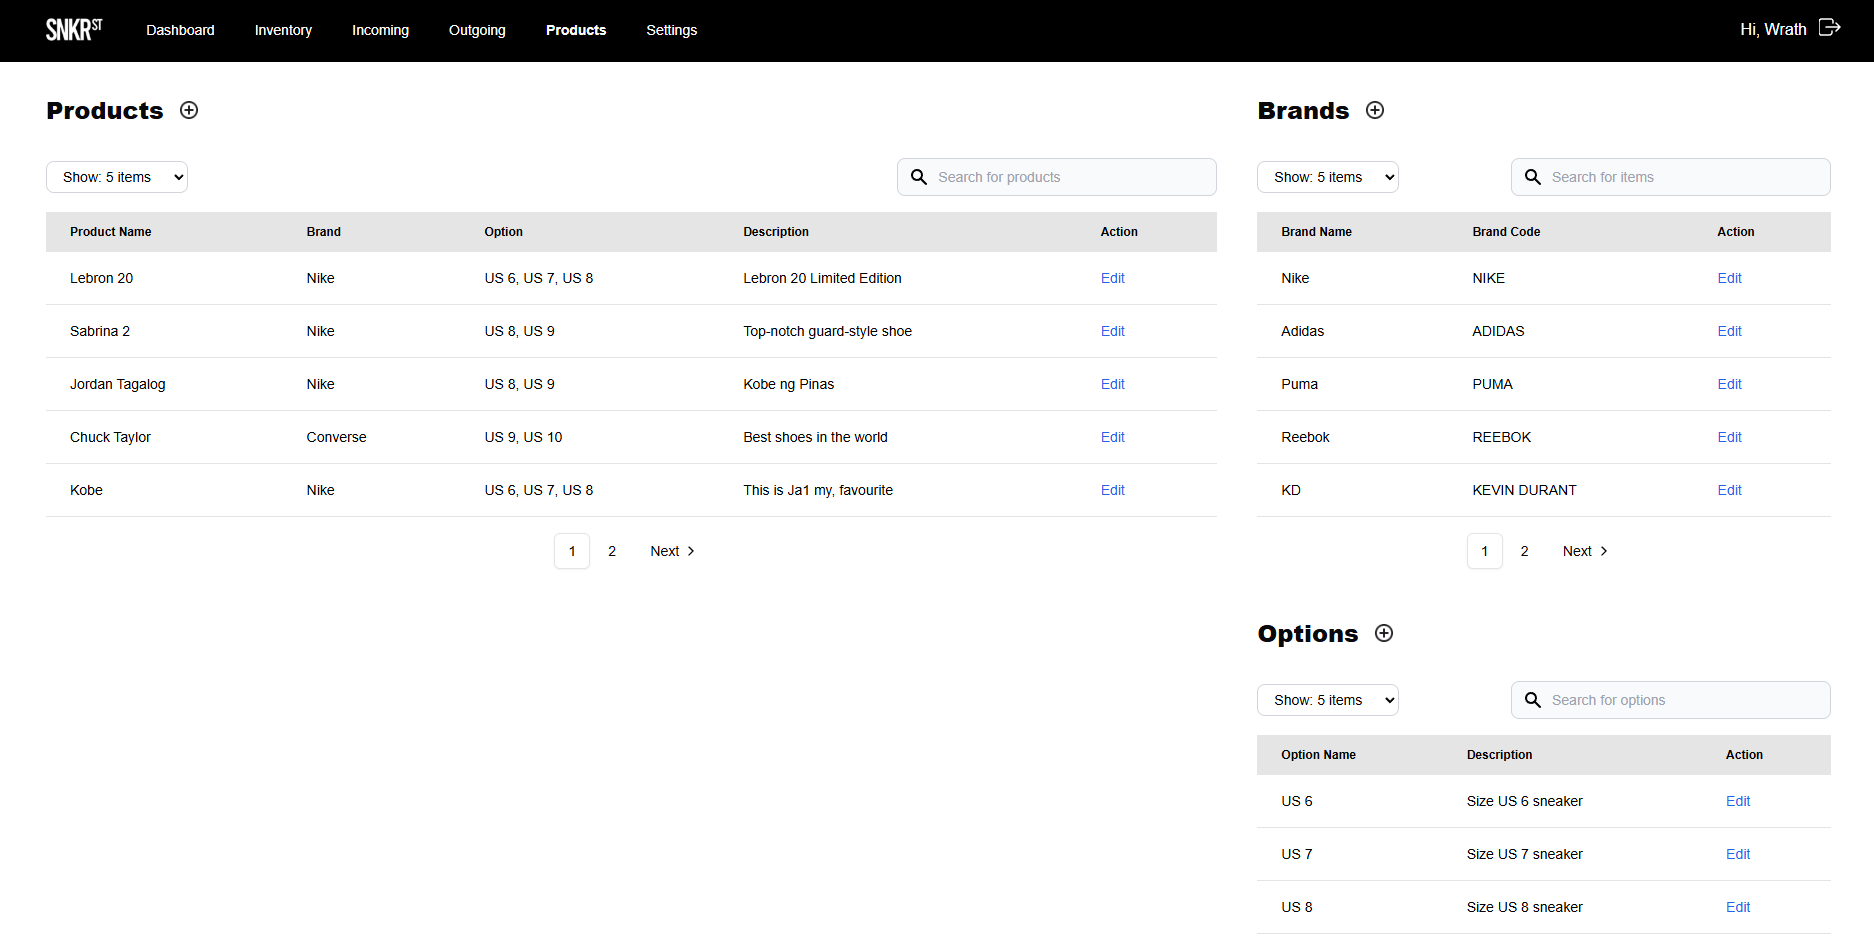 SNKRST Dashboard Inventory Incoming Outgoing Products Settings Hi, Wrath
Products
Show: 5 items Search for products
Product Name Brand Option Description Action
Lebron 20 Nike US 6, US 7, US 8 Lebron 20 Limited Edition Edit
Sabrina 2 Nike US 8, US 9 Top-notch guard-style shoe Edit
Jordan Tagalog Nike US 8, US 9 Kobe ng Pinas Edit
Chuck Taylor Converse US 9, US 10 Best shoes in the world Edit
Kobe Nike US 6, US 7, US 8 This is Ja1 my, favourite Edit
1 2 Next
Brands
Show: 5 items Search for items
Brand Name Brand Code Action
Nike NIKE Edit
Adidas ADIDAS Edit
Puma PUMA Edit
Reebok REEBOK Edit
KD KEVIN DURANT Edit
1 2 Next
Options
Show: 5 items Search for options
Option Name Description Action
US 6 Size US 6 sneaker Edit
US 7 Size US 7 sneaker Edit
US 8 Size US 8 sneaker Edit